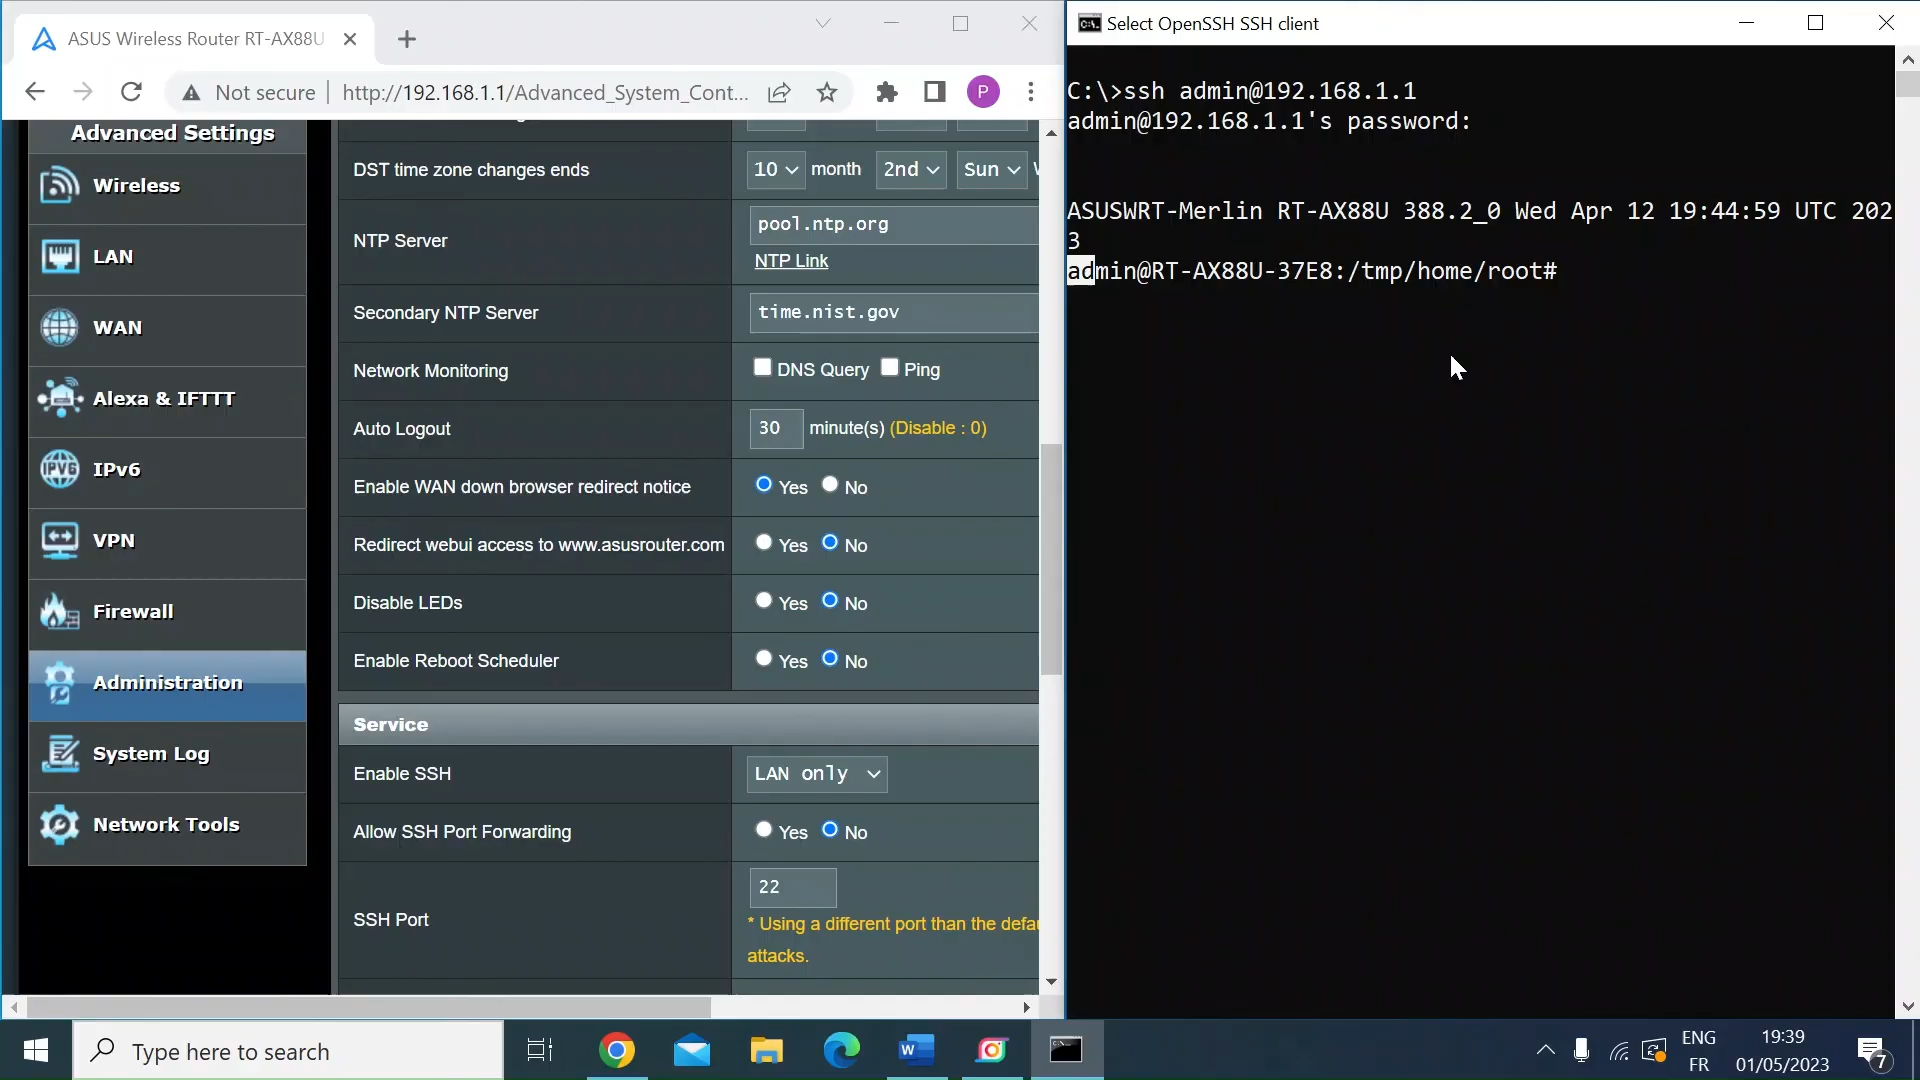 ASUS Wireless Router RT-AX88U
Select OpenSSH SSH client
Not secure
http://192.168.1.1/Advanced_System_Cont...
P
Advanced Settings
Wireless
LAN
WAN
Alexa & IFTTT
IPv6
VPN
Firewall
Administration
System Log
Network Tools
DST time zone changes ends
10 month 2nd Sun
NTP Server
pool.ntp.org
NTP Link
Secondary NTP Server
time.nist.gov
Network Monitoring
DNS Query Ping
Auto Logout
30 minute(s) (Disable : 0)
Enable WAN down browser redirect notice
Yes No
Redirect webui access to www.asusrouter.com
Yes No
Disable LEDs
Yes No
Enable Reboot Scheduler
Yes No
Service
Enable SSH
LAN only
Allow SSH Port Forwarding
Yes No
SSH Port
22
* Using a different port than the defau
attacks.
C:\>ssh admin@192.168.1.1
admin@192.168.1.1's password:
ASUSWRT-Merlin RT-AX88U 388.2_0 Wed Apr 12 19:44:59 UTC 202
3
admin@RT-AX88U-37E8:/tmp/home/root#
Type here to search
ENG
FR
19:39
01/05/2023
7